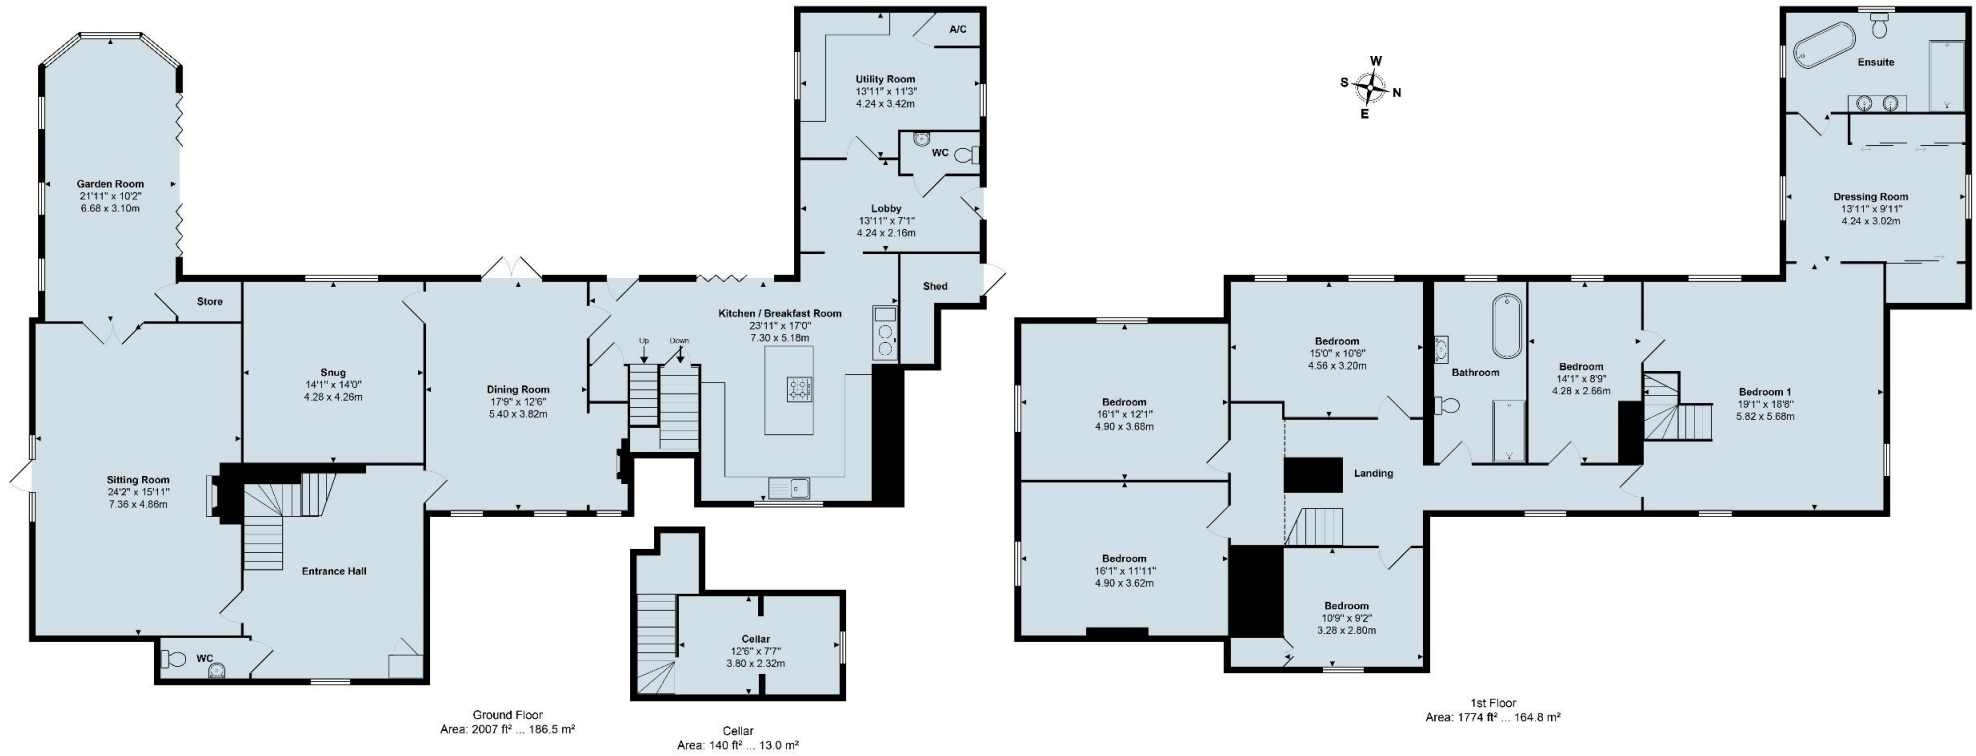 Garden Room
21'11" x 10'2"
6.68 x 3.10m
Store
Sitting Room
24'2" x 15'11"
7.36 x 4.86m
Snug
14'1" x 14'0"
4.28 x 4.26m
Entrance Hall
WC
Dining Room
17'9" x 12'6"
5.40 x 3.82m
Up
Down
Kitchen / Breakfast Room
23'11" x 17'0"
7.30 x 5.18m
Utility Room
13'11" x 11'3"
4.24 x 3.42m
A/C
WC
Lobby
13'11" x 7'1"
4.24 x 2.16m
Shed
Cellar
12'6" x 7'7"
3.80 x 2.32m
Ground Floor
Area: 2007 ft² ... 186.5 m²
Cellar
Area: 140 ft² ... 13.0 m²
W
S
N
E
Ensuite
Dressing Room
13'11" x 9'11"
4.24 x 3.02m
Bedroom
15'0" x 10'6"
4.56 x 3.20m
Bedroom
16'1" x 12'1"
4.90 x 3.68m
Bathroom
Bedroom
14'1" x 8'9"
4.28 x 2.66m
Bedroom 1
19'1" x 18'8"
5.82 x 5.68m
Landing
Bedroom
16'1" x 11'11"
4.90 x 3.62m
Bedroom
10'9" x 9'2"
3.28 x 2.80m
1st Floor
Area: 1774 ft² ... 164.8 m²